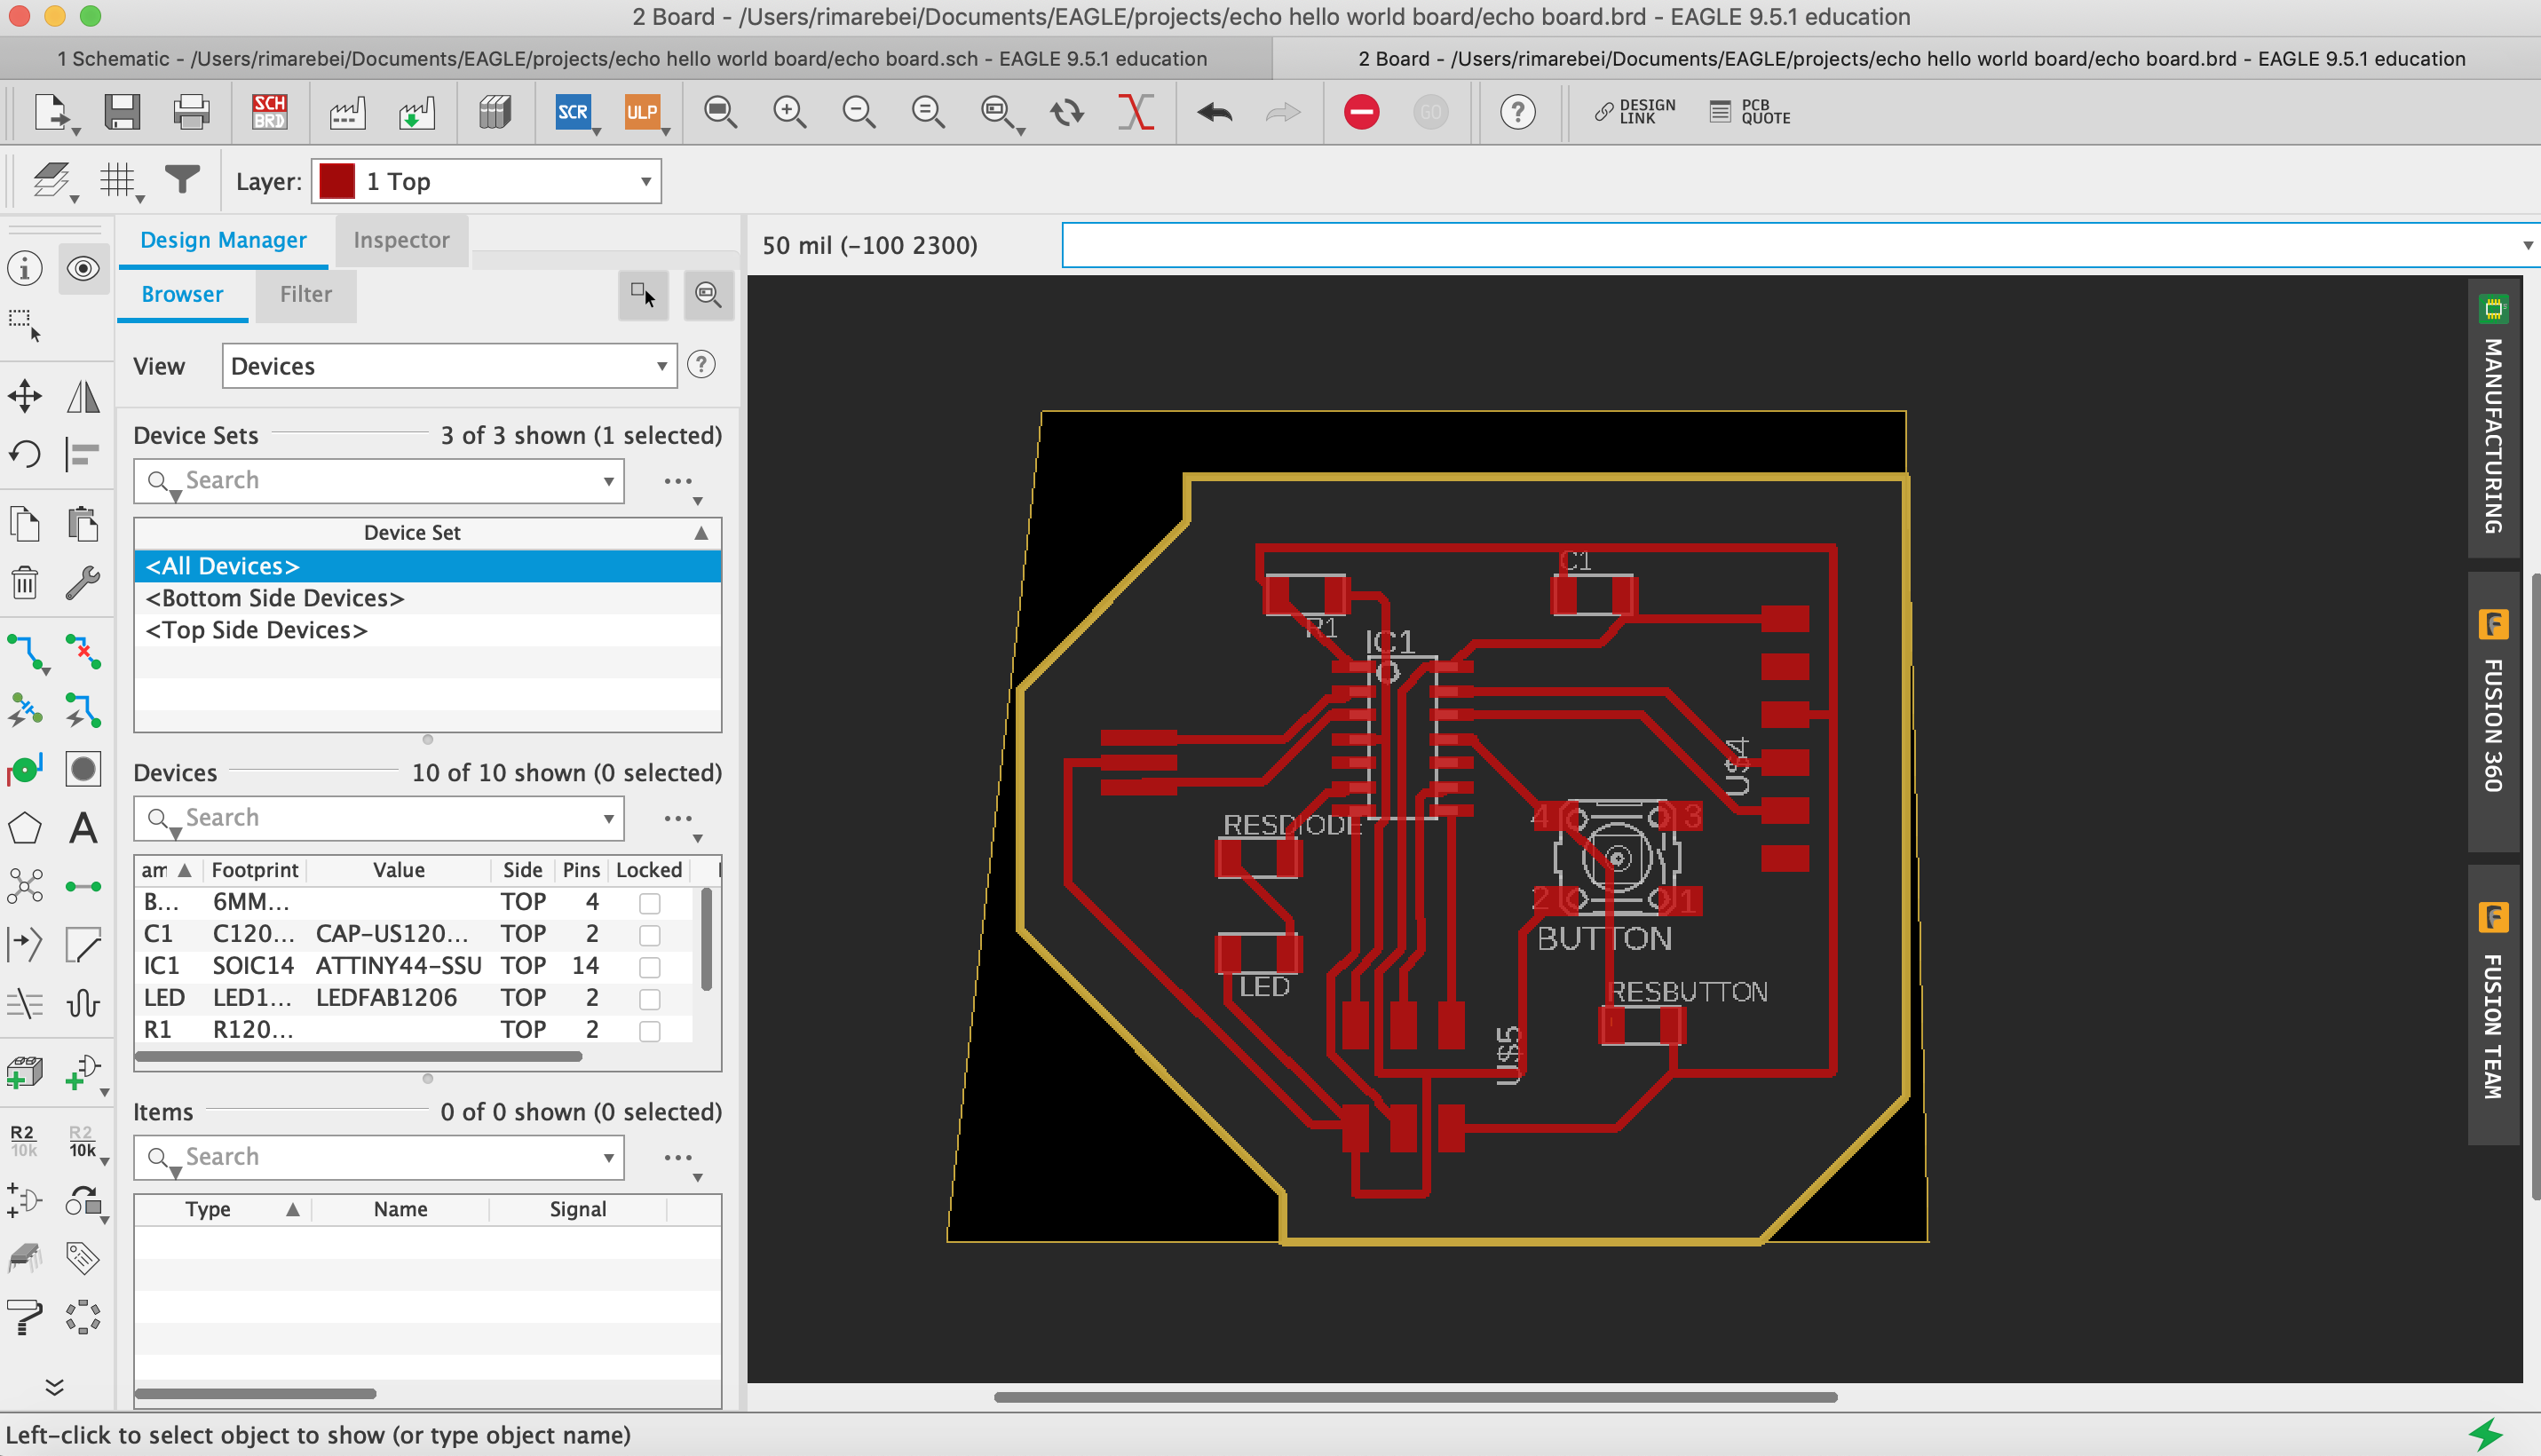 2 Board - /Users/rimarebei/Documents/EAGLE/projects/echo hello world board/echo board.brd - EAGLE 9.5.1 education
1 Schematic - /Users/rimarebei/Documents/EAGLE/projects/echo hello world board/echo board.sch - EAGLE 9.5.1 education
2 Board - /Users/rimarebei/Documents/EAGLE/projects/echo hello world board/echo board.brd - EAGLE 9.5.1 education
SCH
BRD
SCR
ULP
GO
?
DESIGN
LINK
PCB
QUOTE
Layer: 1 Top
Design Manager Inspector
50 mil (-100 2300)
Browser Filter
View Devices ?
Device Sets 3 of 3 shown (1 selected)
Search ...
Device Set
<All Devices>
<Bottom Side Devices>
<Top Side Devices>
Devices 10 of 10 shown (0 selected)
Search ...
am Footprint Value Side Pins Locked
B... 6MM... TOP 4
C1 C120... CAP-US120... TOP 2
IC1 SOIC14 ATTINY44-SSU TOP 14
LED LED1... LEDFAB1206 TOP 2
R1 R120... TOP 2
Items 0 of 0 shown (0 selected)
Search ...
Type Name Signal
R2
10k
R2
10k
C1
R1
IC1
U$4
RESDIODE
4 3
2 1
BUTTON
LED
RESBUTTON
U$5
MANUFACTURING
FUSION 360
FUSION TEAM
Left-click to select object to show (or type object name)